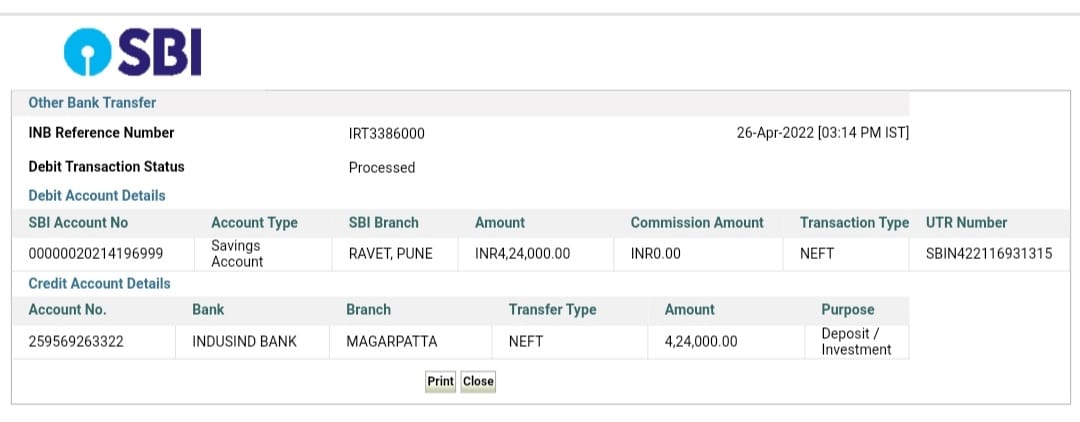 SBI
Other Bank Transfer
INB Reference Number IRT3386000 26-Apr-2022 [03:14 PM IST]
Debit Transaction Status Processed
Debit Account Details
SBI Account No Account Type SBI Branch Amount Commission Amount Transaction Type UTR Number
00000020214196999 Savings Account RAVET, PUNE INR4,24,000.00 INR0.00 NEFT SBIN422116931315
Credit Account Details
Account No. Bank Branch Transfer Type Amount Purpose
259569263322 INDUSIND BANK MAGARPATTA NEFT 4,24,000.00 Deposit / Investment
Print Close